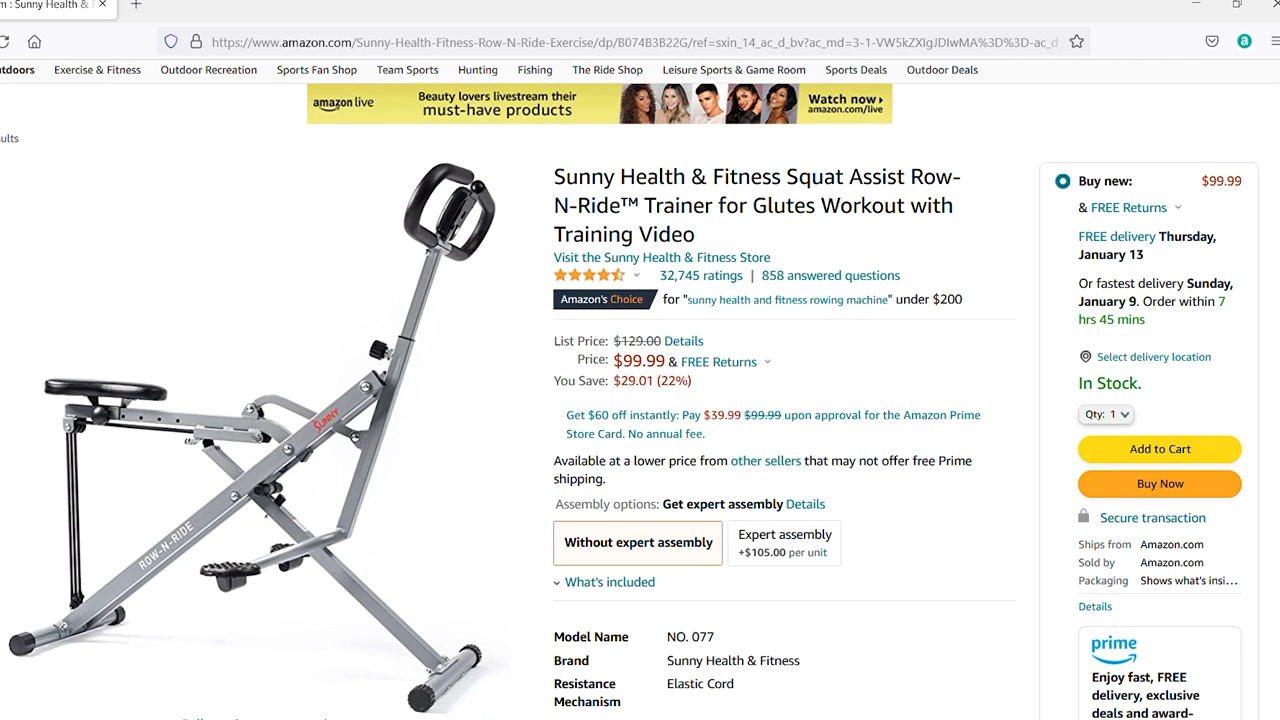 m : Sunny Health & F
https://www.amazon.com/Sunny-Health-Fitness-Row-N-Ride-Exercise/dp/B074B3B22G/ref=sxin_14_ac_d_bv?ac_md=3-1-VW5kZXIgJDIwMA%3D%3D-ac_d_
tdoors Exercise & Fitness Outdoor Recreation Sports Fan Shop Team Sports Hunting Fishing The Ride Shop Leisure Sports & Game Room Sports Deals Outdoor Deals
amazon live
Beauty lovers livestream their
must-have products
Watch now
amazon.com/live
ults
Sunny Health & Fitness Squat Assist Row-
N-Ride™ Trainer for Glutes Workout with
Training Video
Visit the Sunny Health & Fitness Store
32,745 ratings | 858 answered questions
Amazon's Choice for "sunny health and fitness rowing machine" under $200
List Price: $129.00 Details
Price: $99.99 & FREE Returns
You Save: $29.01 (22%)
Get $60 off instantly: Pay $39.99 $99.99 upon approval for the Amazon Prime
Store Card. No annual fee.
Available at a lower price from other sellers that may not offer free Prime
shipping.
Assembly options: Get expert assembly Details
Without expert assembly
Expert assembly
+$105.00 per unit
What's included
Model Name NO. 077
Brand Sunny Health & Fitness
Resistance Elastic Cord
Mechanism
SUNNY
ROW-N-RIDE
Buy new: $99.99
& FREE Returns
FREE delivery Thursday,
January 13
Or fastest delivery Sunday,
January 9. Order within 7
hrs 45 mins
Select delivery location
In Stock.
Qty: 1
Add to Cart
Buy Now
Secure transaction
Ships from Amazon.com
Sold by Amazon.com
Packaging Shows what's insi...
Details
prime
Enjoy fast, FREE
delivery, exclusive
deals and award-